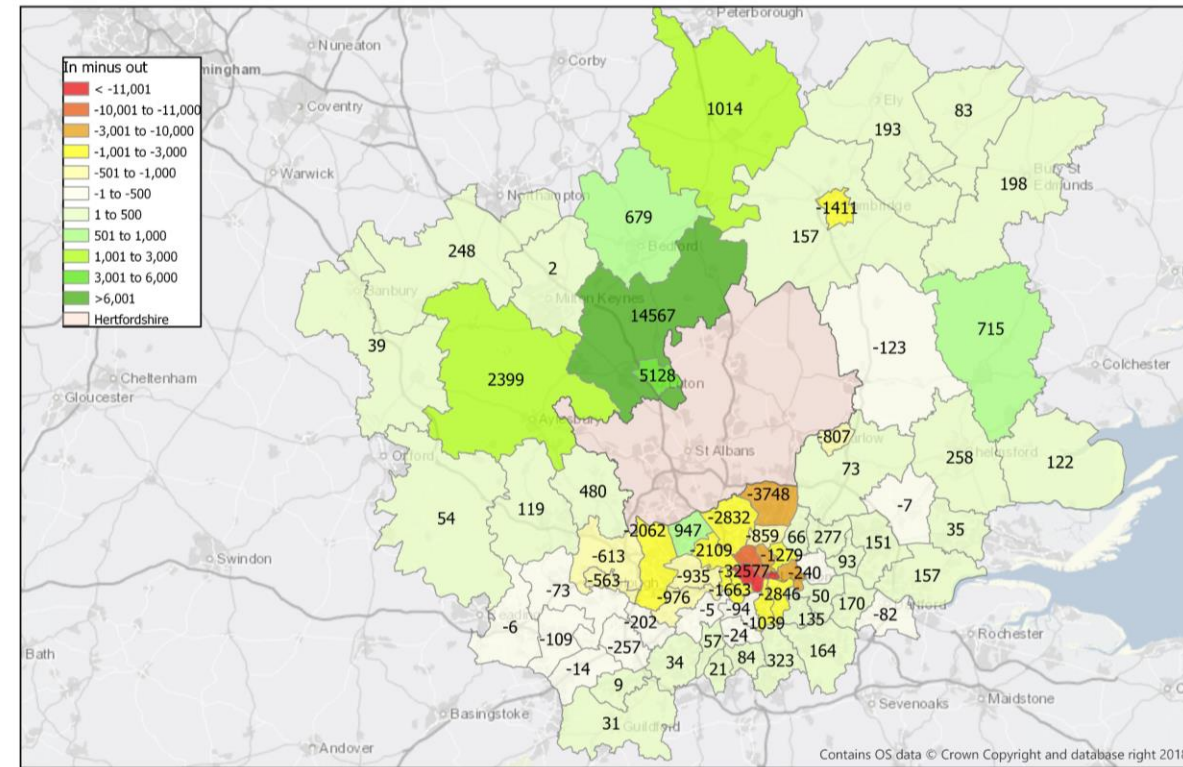 Peterborough
Nuneaton
In minus out
mingham
Corby
< -11,001
-10,001 to -11,000
-3,001 to -10,000
-1,001 to -3,000
-501 to -1,000
-1 to -500
1 to 500
501 to 1,000
1,001 to 3,000
3,001 to 6,000
>6,001
Hertfordshire
Coventry
1014
Ely
83
193
Warwick
Northampton
Bury St
Edmunds
198
-1411
679
157
248
Bedford
2
Banbury
Milton Keynes
14567
715
39
-123
Colchester
Cheltenham
2399
5128
Gloucester
Aylesbury
-807
Oxford
St Albans
258
122
73
480
-3748
119
-7
54
-2832
-2062
947
35
-859
66
277
151
Swindon
-613
-2109
-1279
93
-563
-935
-32577
-240
157
-73
-976
-1663
-2846
50
170
-5
-94
-82
-6
-202
-1039
135
Rochester
-109
-257
57
-24
164
Bath
-14
34
21
84
323
9
Sevenoaks
Maidstone
Basingstoke
31
Guildford
Andover
Contains OS data © Crown Copyright and database right 2018